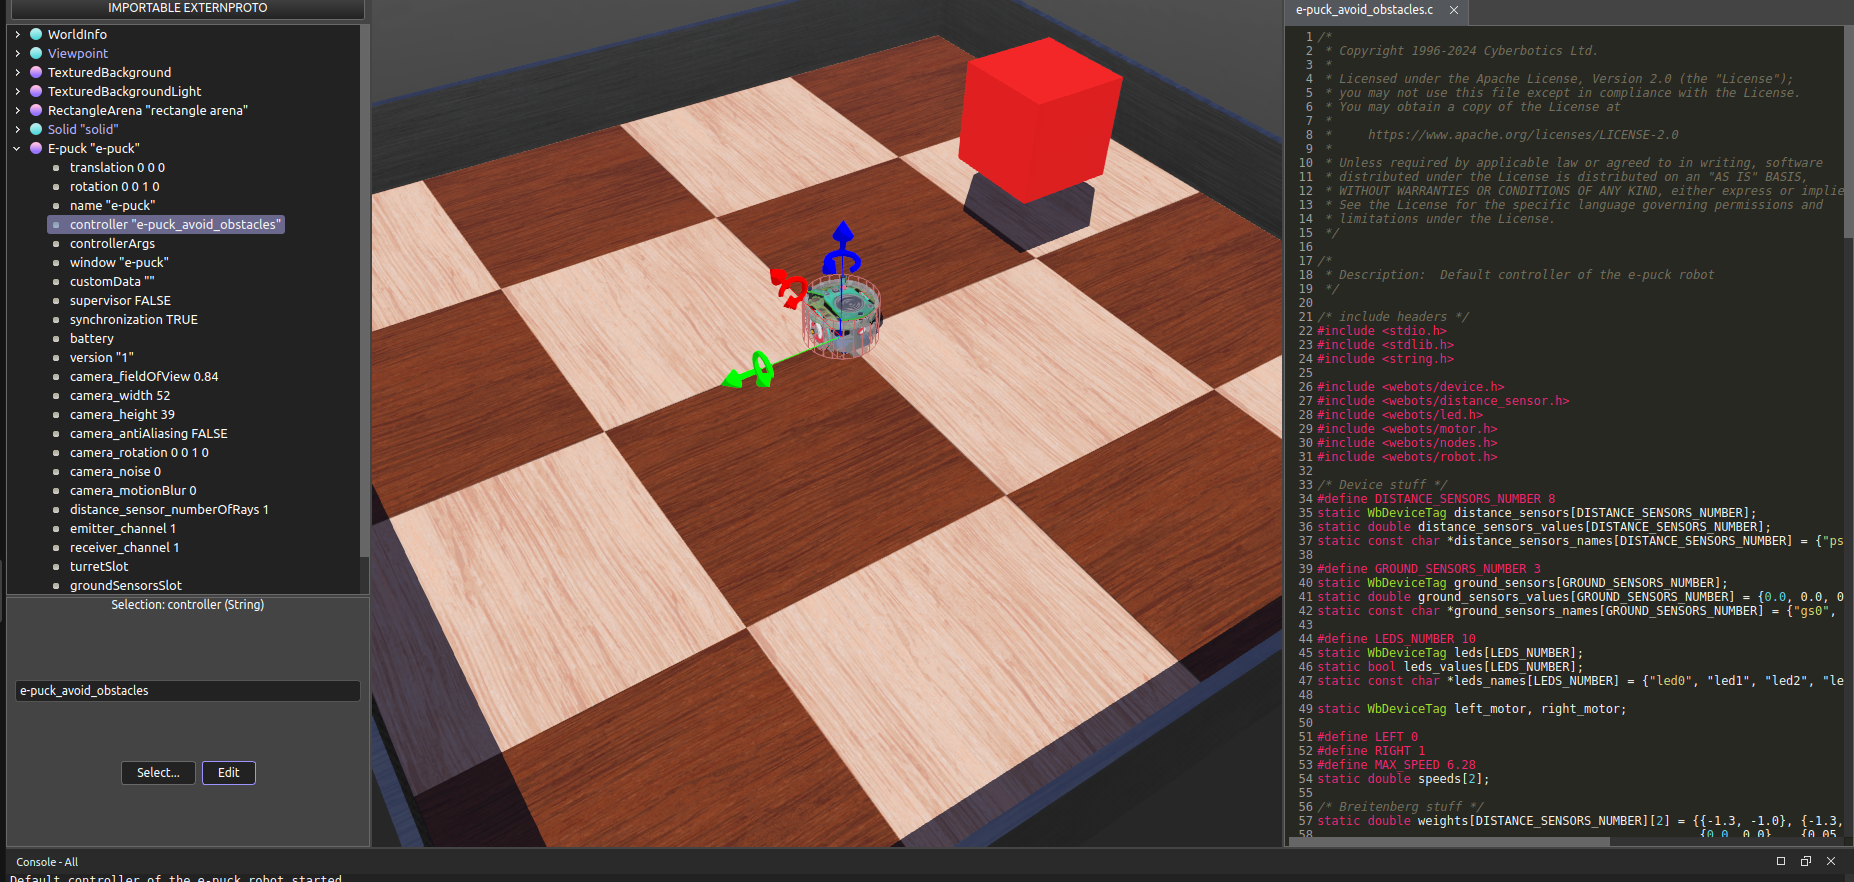 IMPORTABLE EXTERNPROTO
WorldInfo
Viewpoint
TexturedBackground
TexturedBackgroundLight
RectangleArena "rectangle arena"
Solid "solid"
E-puck "e-puck"
translation 0 0 0
rotation 0 0 1 0
name "e-puck"
controller "e-puck_avoid_obstacles"
controllerArgs
window "e-puck"
customData ""
supervisor FALSE
synchronization TRUE
battery
version "1"
camera_fieldOfView 0.84
camera_width 52
camera_height 39
camera_antiAliasing FALSE
camera_rotation 0 0 1 0
camera_noise 0
camera_motionBlur 0
distance_sensor_numberOfRays 1
emitter_channel 1
receiver_channel 1
turretSlot
groundSensorsSlot
Selection: controller (String)
e-puck_avoid_obstacles
Select...
Edit
e-puck_avoid_obstacles.c
1 /*
2 * Copyright 1996-2024 Cyberbotics Ltd.
3 *
4 * Licensed under the Apache License, Version 2.0 (the "License");
5 * you may not use this file except in compliance with the License.
6 * You may obtain a copy of the License at
7 *
8 * https://www.apache.org/licenses/LICENSE-2.0
9 *
10 * Unless required by applicable law or agreed to in writing, software
11 * distributed under the License is distributed on an "AS IS" BASIS,
12 * WITHOUT WARRANTIES OR CONDITIONS OF ANY KIND, either express or implie
13 * See the License for the specific language governing permissions and
14 * limitations under the License.
15 */
16
17 /*
18 * Description: Default controller of the e-puck robot
19 */
20
21 /* include headers */
22 #include <stdio.h>
23 #include <stdlib.h>
24 #include <string.h>
25
26 #include <webots/device.h>
27 #include <webots/distance_sensor.h>
28 #include <webots/led.h>
29 #include <webots/motor.h>
30 #include <webots/nodes.h>
31 #include <webots/robot.h>
32
33 /* Device stuff */
34 #define DISTANCE_SENSORS_NUMBER 8
35 static WbDeviceTag distance_sensors[DISTANCE_SENSORS_NUMBER];
36 static double distance_sensors_values[DISTANCE_SENSORS_NUMBER];
37 static const char *distance_sensors_names[DISTANCE_SENSORS_NUMBER] = {"ps
38
39 #define GROUND_SENSORS_NUMBER 3
40 static WbDeviceTag ground_sensors[GROUND_SENSORS_NUMBER];
41 static double ground_sensors_values[GROUND_SENSORS_NUMBER] = {0.0, 0.0, 0
42 static const char *ground_sensors_names[GROUND_SENSORS_NUMBER] = {"gs0",
43
44 #define LEDS_NUMBER 10
45 static WbDeviceTag leds[LEDS_NUMBER];
46 static bool leds_values[LEDS_NUMBER];
47 static const char *leds_names[LEDS_NUMBER] = {"led0", "led1", "led2", "le
48
49 static WbDeviceTag left_motor, right_motor;
50
51 #define LEFT 0
52 #define RIGHT 1
53 #define MAX_SPEED 6.28
54 static double speeds[2];
55
56 /* Breitenberg stuff */
57 static double weights[DISTANCE_SENSORS_NUMBER][2] = {{-1.3, -1.0}, {-1.3,
58 {0.0, 0.0}, {0.05,
Console - All
Default controller of the e-puck robot started